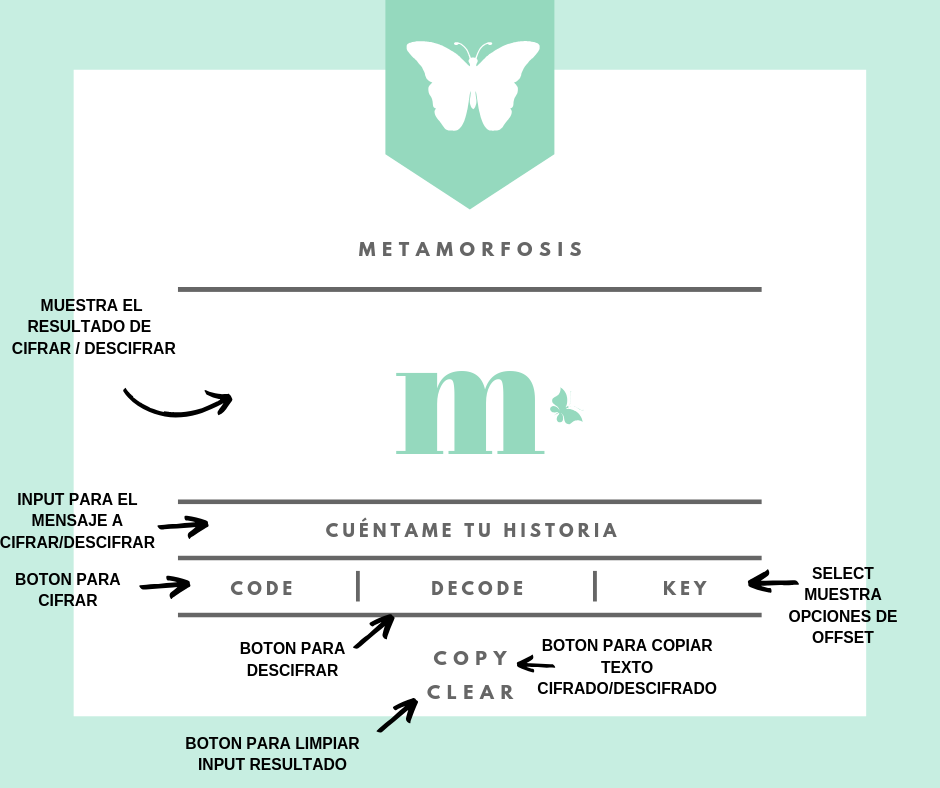 METAMORFOSIS
MUESTRA EL
RESULTADO DE
CIFRAR / DESCIFRAR
m
INPUT PARA EL
MENSAJE A
CIFRAR/DESCIFRAR
CUÉNTAME TU HISTORIA
BOTON PARA
CIFRAR
CODE
DECODE
KEY
SELECT
MUESTRA
OPCIONES DE
OFFSET
BOTON PARA
DESCIFRAR
COPY
BOTON PARA COPIAR
TEXTO
CIFRADO/DESCIFRADO
CLEAR
BOTON PARA LIMPIAR
INPUT RESULTADO